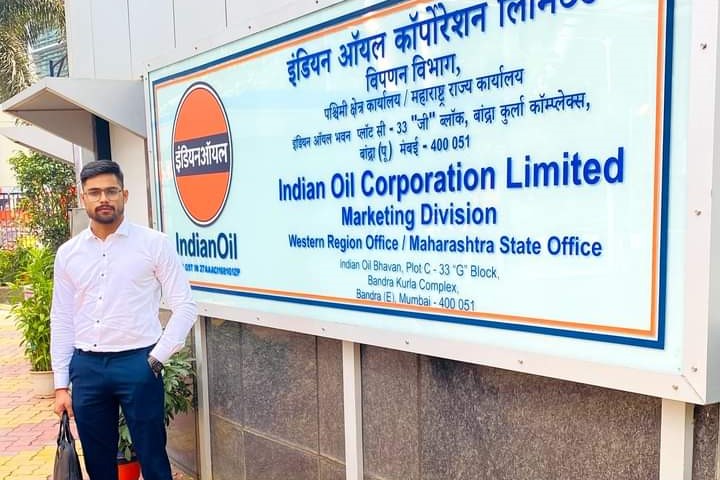 इंडियन ऑयल कॉर्पोरेशन लिमिटेड
विपणन विभाग,
पश्चिमी क्षेत्र कार्यालय / महाराष्ट्र राज्य कार्यालय
इंडियन ऑयल भवन प्लॉट सी - 33 "जी" ब्लॉक, बांद्रा कुर्ला कॉम्प्लेक्स,
बांद्रा (पू) मंबई - 400 051
इंडियनऑयल
IndianOil
Indian Oil Corporation Limited
Marketing Division
Western Region Office / Maharashtra State Office
Indian Oil Bhavan, Plot C - 33 “G” Block,
Bandra Kurla Complex,
Bandra (E), Mumbai - 400 051